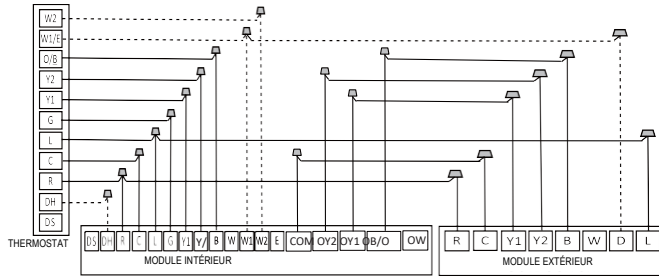 W2
W1/E
O/B
Y2
Y1
G
L
C
R
DH
DS
THERMOSTAT
DS DH R C L G Y1 Y/ B W W1 W2 E COM OY2 OY1 OB/O OW
MODULE INTÉRIEUR
R C Y1 Y2 B W D L
MODULE EXTÉRIEUR